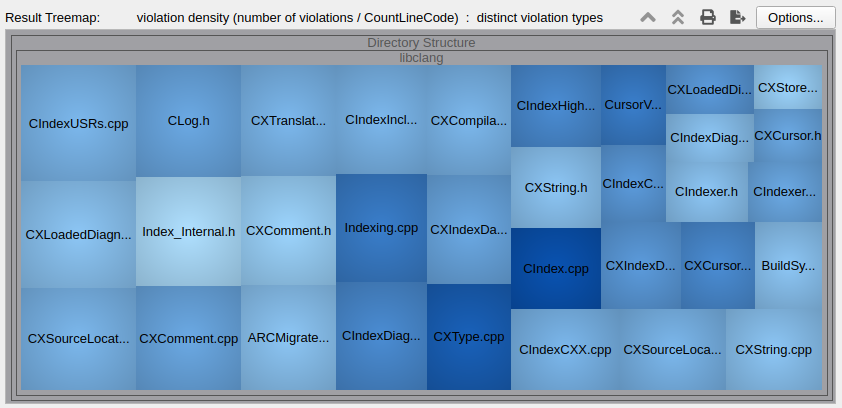 Result Treemap: violation density (number of violations / CountLineCode) : distinct violation types Options...
Directory Structure
libclang
CIndexUSRs.cpp
CLog.h
CXTranslat...
CIndexIncl...
CXCompila...
CIndexHigh...
CursorV...
CXLoadedDi...
CXStore...
CIndexDiag...
CXCursor.h
CXLoadedDiagn...
Index_Internal.h
CXComment.h
Indexing.cpp
CXIndexDa...
CXString.h
CIndexC...
CIndexer.h
CIndexer...
CIndex.cpp
CXIndexD...
CXCursor...
BuildSy...
CXSourceLocat...
CXComment.cpp
ARCMigrate...
CIndexDiag...
CXType.cpp
CIndexCXX.cpp
CXSourceLoca...
CXString.cpp